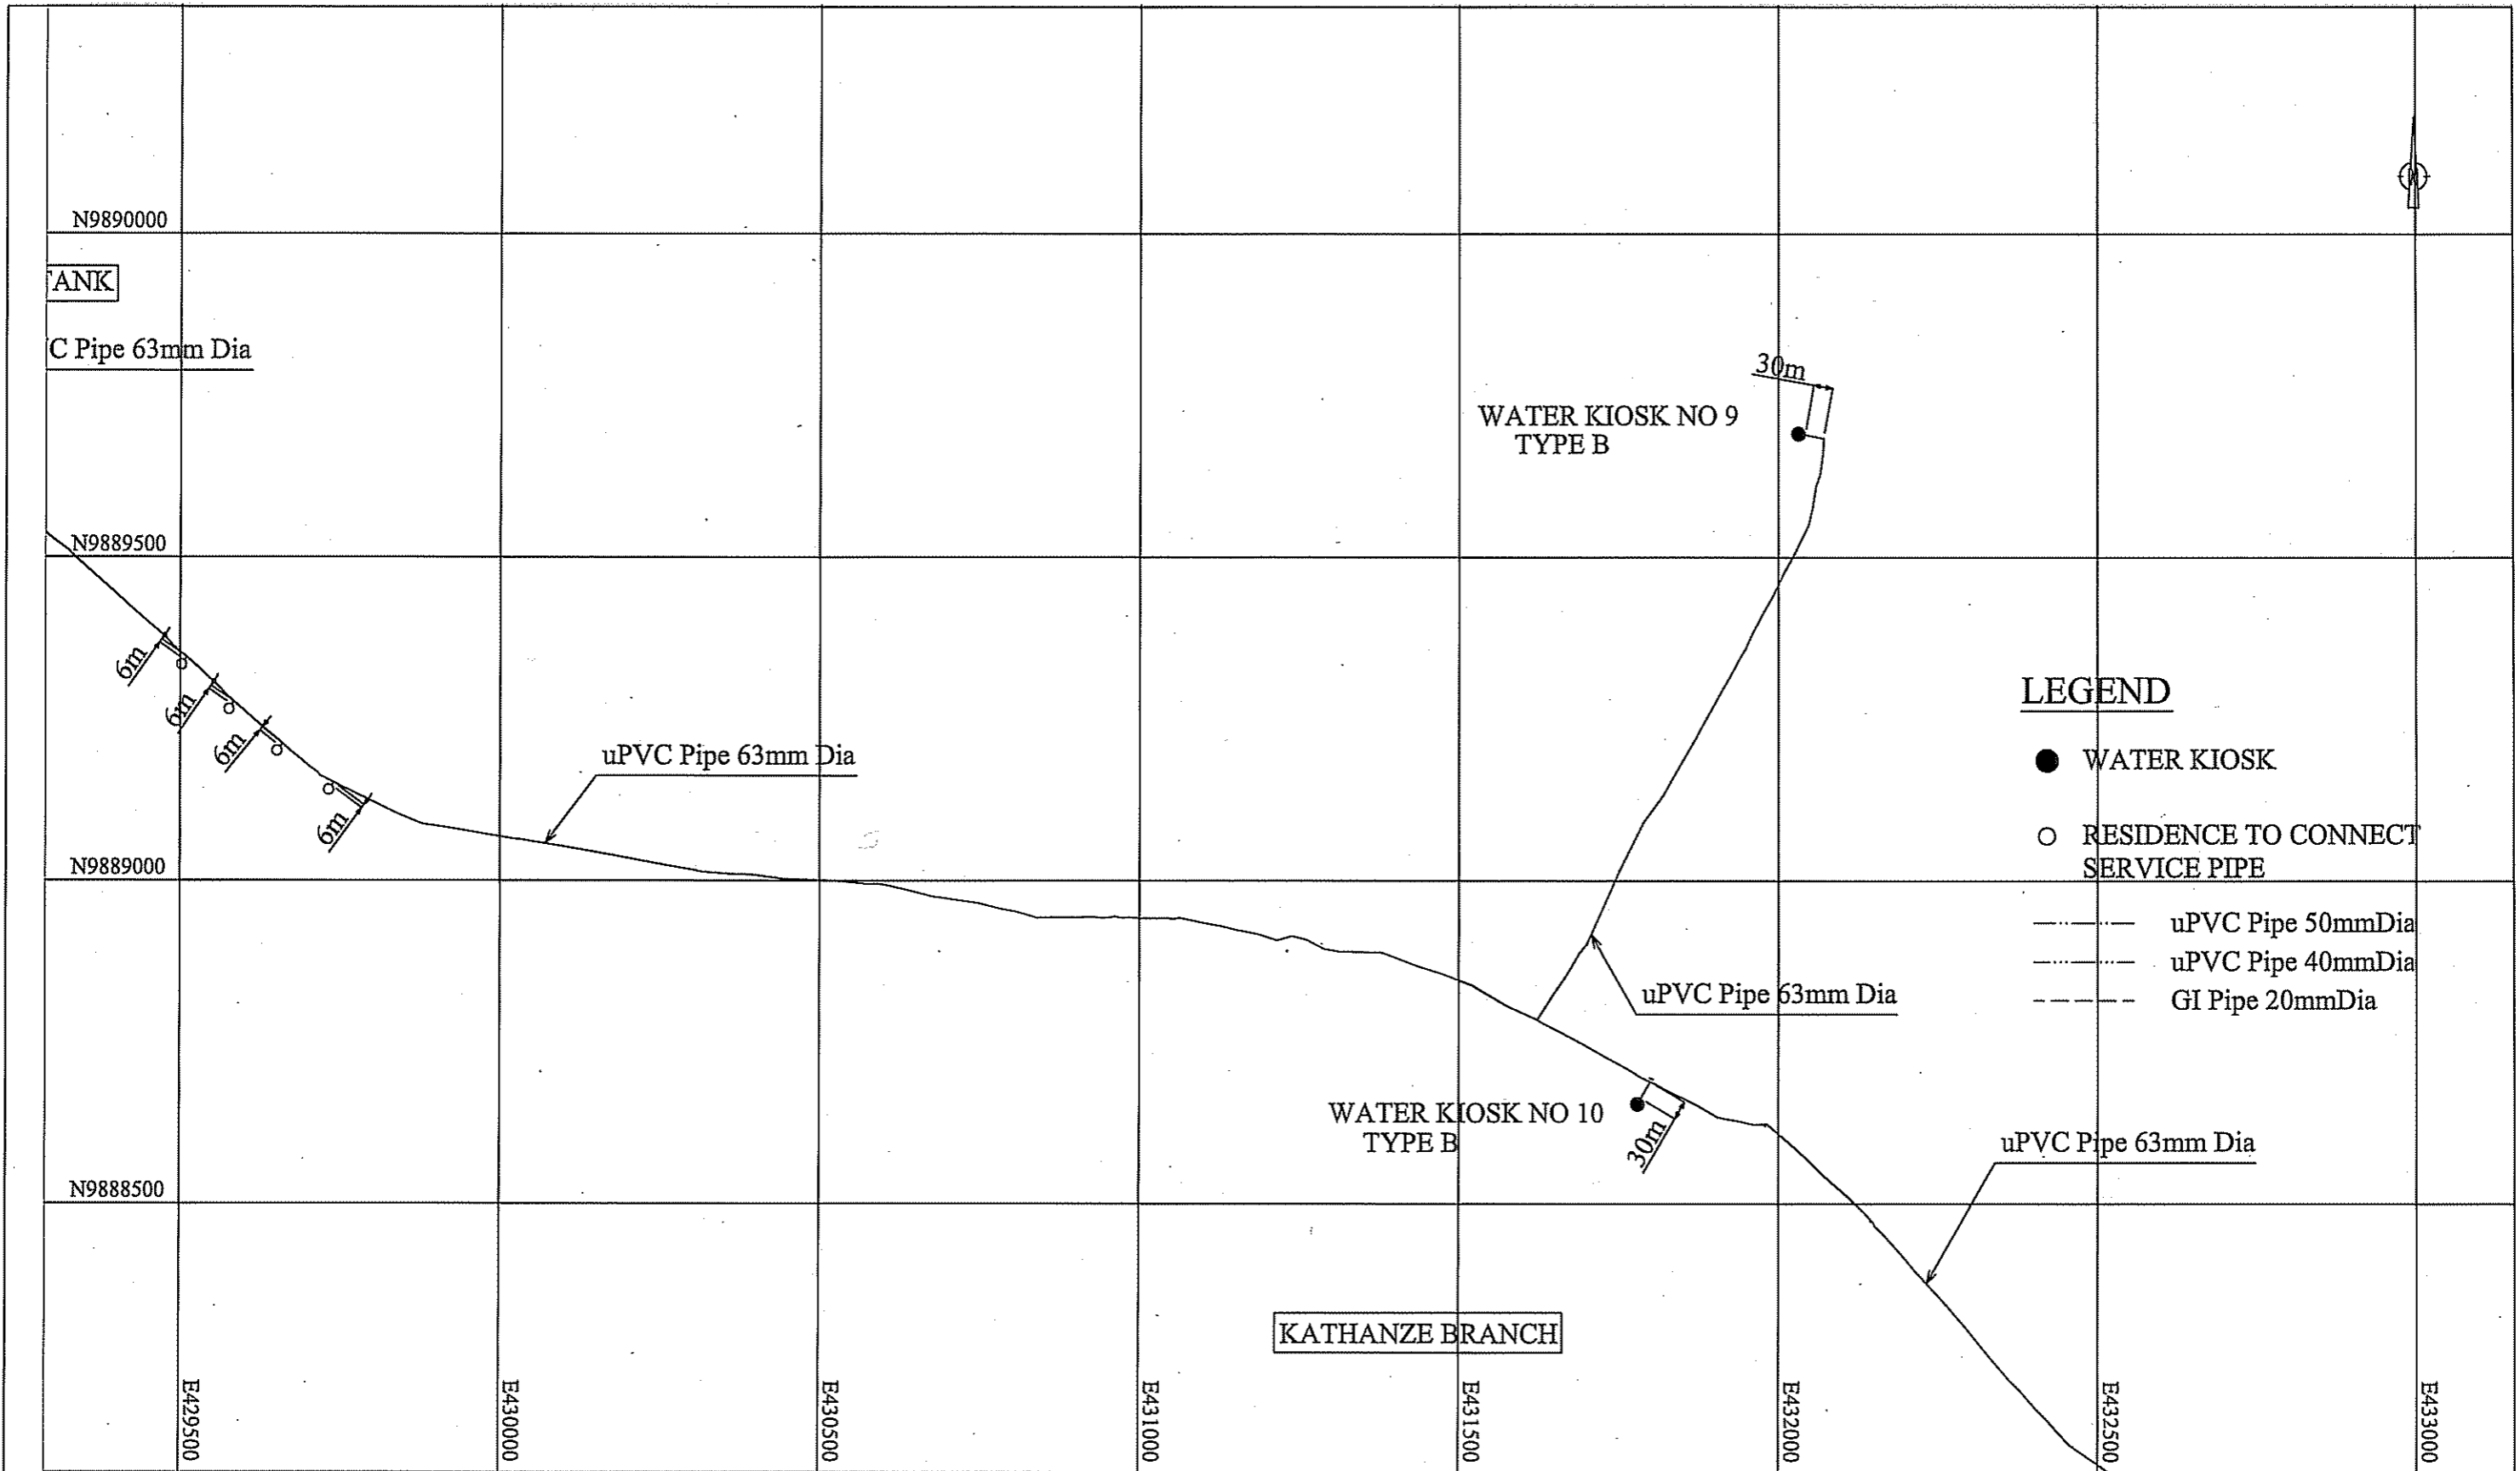 N9890000
TANK
C Pipe 63mm Dia
30m
WATER KIOSK NO 9
TYPE B
N9889500
6m
6m
6m
6m
uPVC Pipe 63mm Dia
LEGEND
WATER KIOSK
RESIDENCE TO CONNECT
SERVICE PIPE
N9889000
uPVC Pipe 50mmDia
uPVC Pipe 40mmDia
GI Pipe 20mmDia
uPVC Pipe 63mm Dia
WATER KIOSK NO 10
TYPE B
30m
uPVC Pipe 63mm Dia
N9888500
KATHANZE BRANCH
E429500
E430000
E430500
E431000
E431500
E432000
E432500
E433000